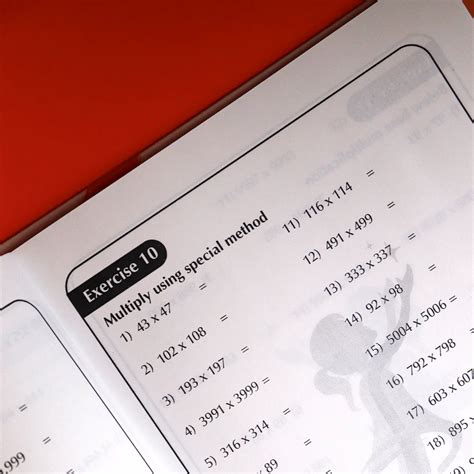 Exercise 10
Multiply using special method
1) 43 x 47 =
2) 102 x 108 =
3) 193 x 197 =
4) 3991 x 3999 =
5) 316 x 314 =
11) 116 x 114 =
12) 491 x 499 =
13) 333 x 337 =
14) 92 x 98 =
15) 5004 x 5006 =
16) 792 x 798
17) 603 x 607
18) 895
,999 =
=